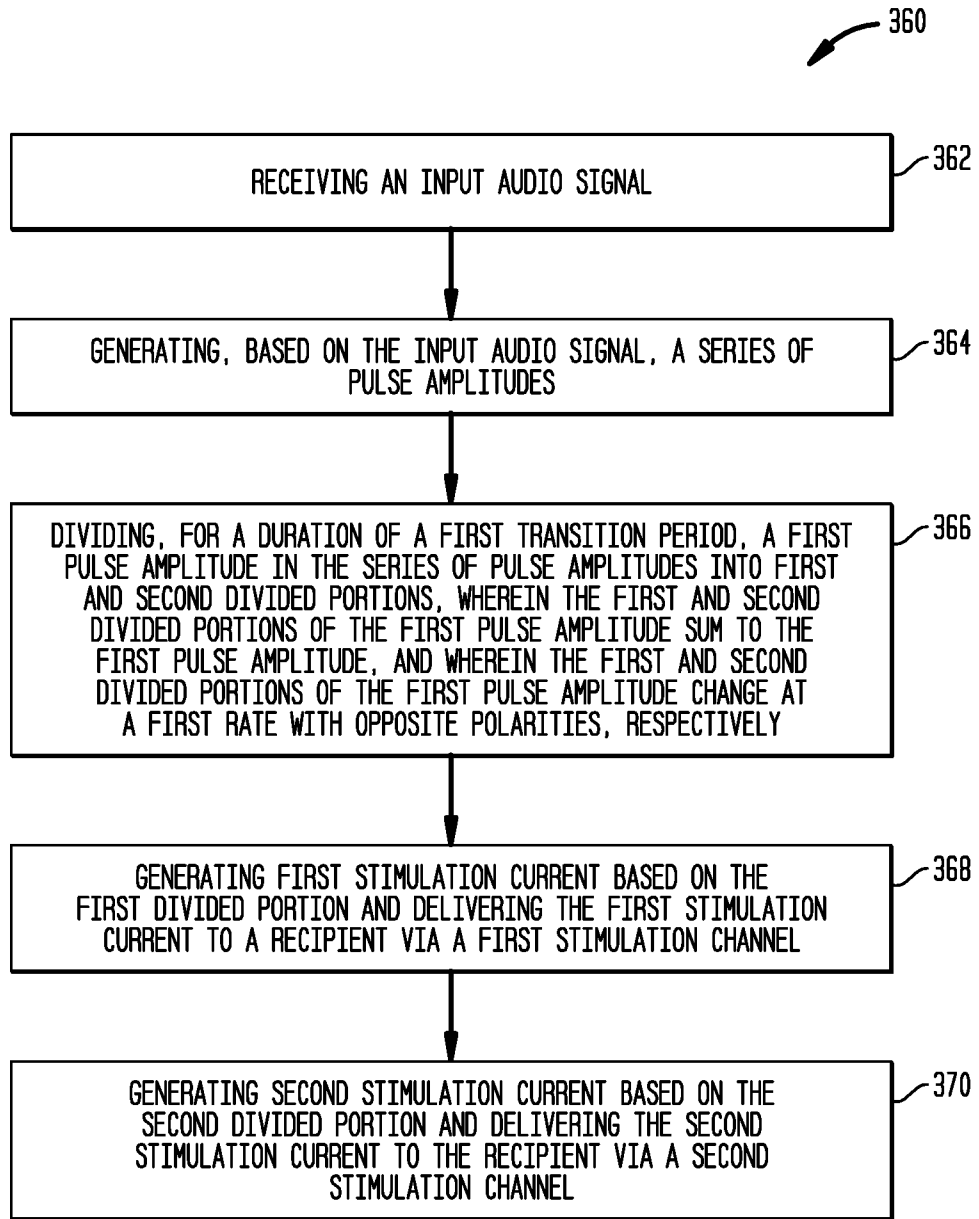 360
RECEIVING AN INPUT AUDIO SIGNAL
362
GENERATING, BASED ON THE INPUT AUDIO SIGNAL, A SERIES OF
PULSE AMPLITUDES
364
DIVIDING, FOR A DURATION OF A FIRST TRANSITION PERIOD, A FIRST
PULSE AMPLITUDE IN THE SERIES OF PULSE AMPLITUDES INTO FIRST
AND SECOND DIVIDED PORTIONS, WHEREIN THE FIRST AND SECOND
DIVIDED PORTIONS OF THE FIRST PULSE AMPLITUDE SUM TO THE
FIRST PULSE AMPLITUDE, AND WHEREIN THE FIRST AND SECOND
DIVIDED PORTIONS OF THE FIRST PULSE AMPLITUDE CHANGE AT
A FIRST RATE WITH OPPOSITE POLARITIES, RESPECTIVELY
366
GENERATING FIRST STIMULATION CURRENT BASED ON THE
FIRST DIVIDED PORTION AND DELIVERING THE FIRST STIMULATION
CURRENT TO A RECIPIENT VIA A FIRST STIMULATION CHANNEL
368
GENERATING SECOND STIMULATION CURRENT BASED ON THE
SECOND DIVIDED PORTION AND DELIVERING THE SECOND
STIMULATION CURRENT TO THE RECIPIENT VIA A SECOND
STIMULATION CHANNEL
370